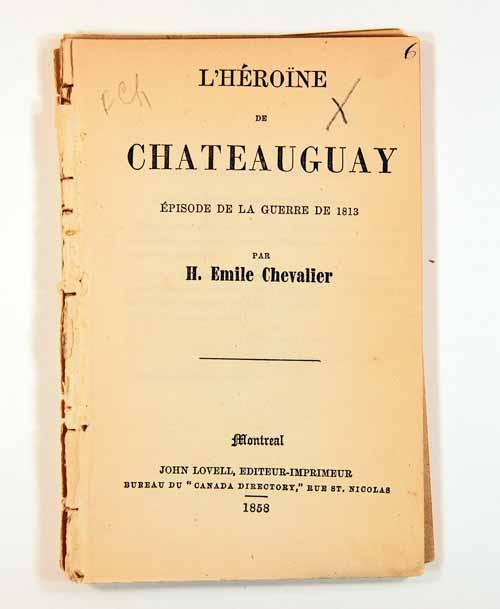 6
L'HÉROÏNE
DE
CHATEAUGUAY
ÉPISODE DE LA GUERRE DE 1813
PAR
H. Emile Chevalier
Montreal
JOHN LOVELL, EDITEUR-IMPRIMEUR
BUREAU DU "CANADA DIRECTORY," RUE ST. NICOLAS
1858